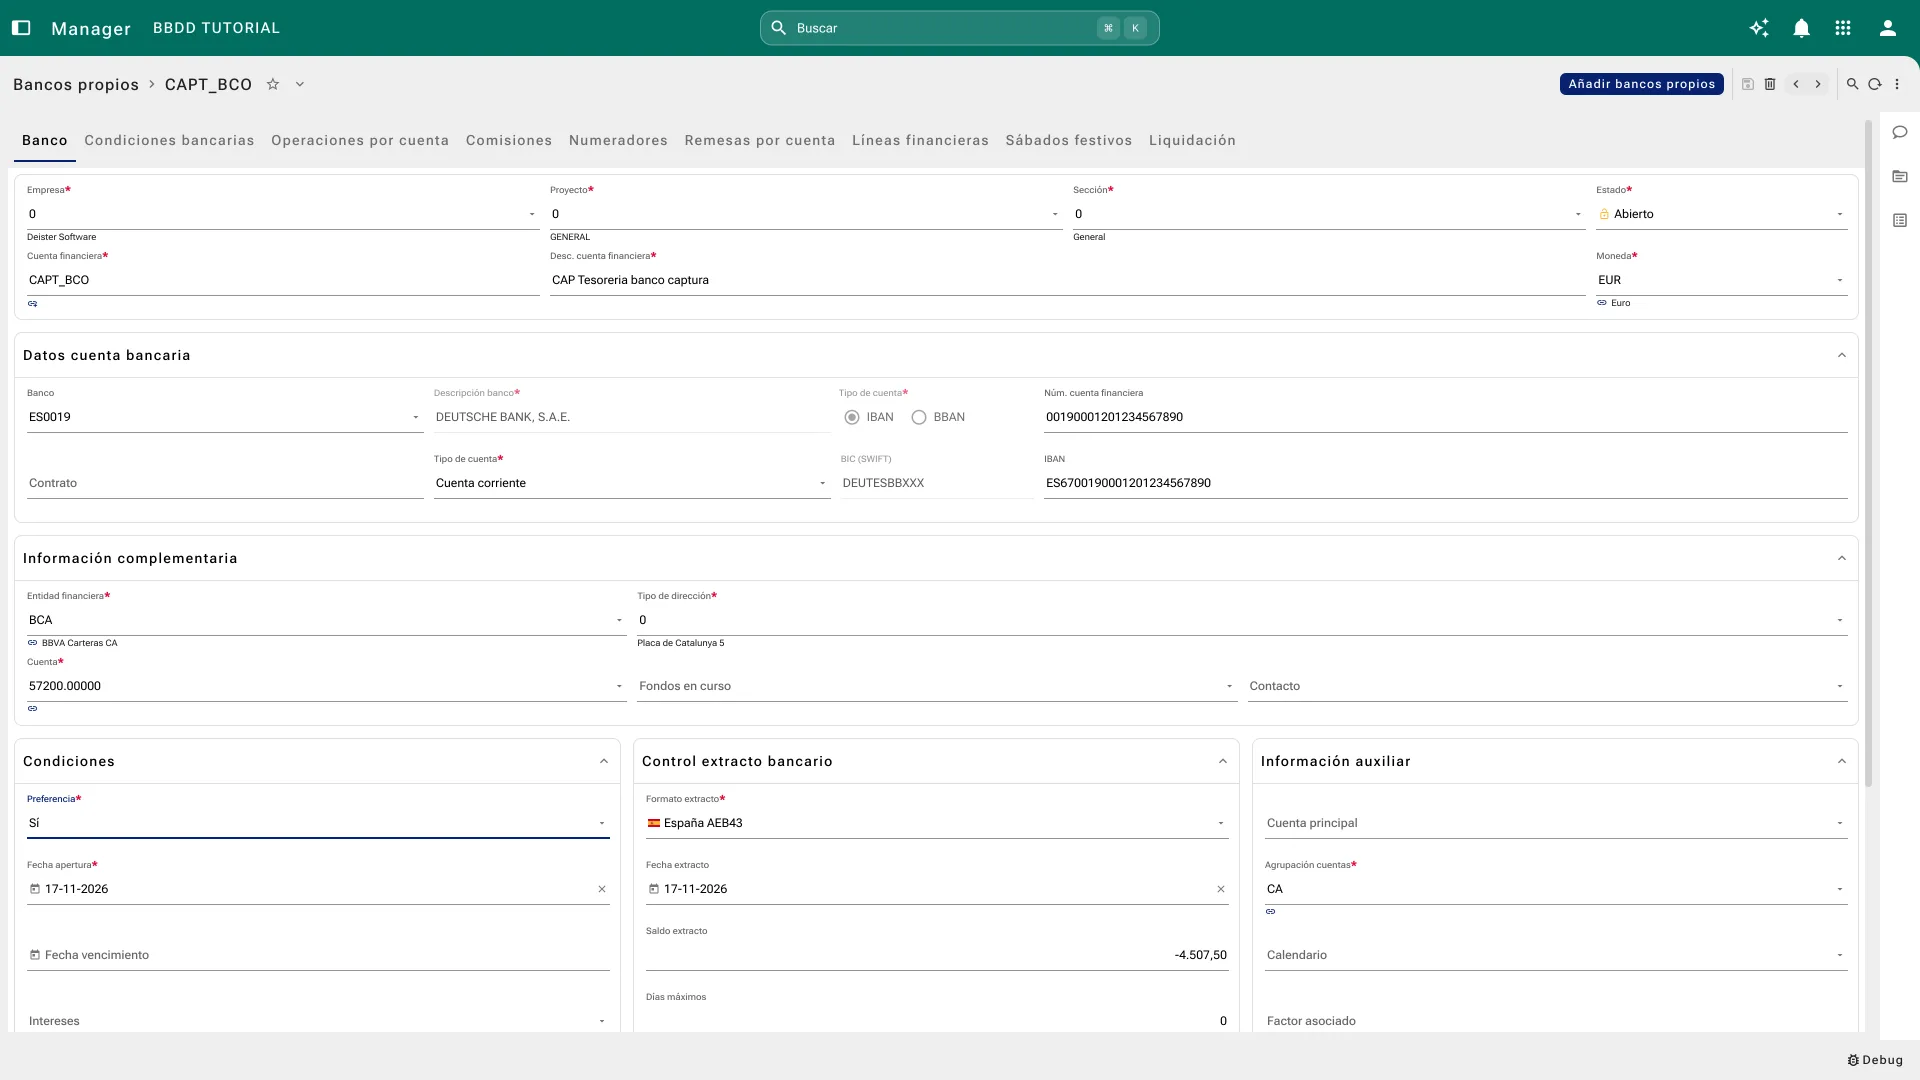 Manager BBDD TUTORIAL Buscar ⌘ K
Bancos propios › CAPT_BCO Añadir bancos propios
Banco Condiciones bancarias Operaciones por cuenta Comisiones Numeradores Remesas por cuenta Líneas financieras Sábados festivos Liquidación
Empresa* Proyecto* Sección* Estado*
0 0 0 Abierto
Deister Software GENERAL General
Cuenta financiera* Desc. cuenta financiera* Moneda*
CAPT_BCO CAP Tesoreria banco captura EUR
Euro
Datos cuenta bancaria
Banco Descripción banco* Tipo de cuenta* Núm. cuenta financiera
ES0019 DEUTSCHE BANK, S.A.E. IBAN BBAN 00190001201234567890
Tipo de cuenta* BIC (SWIFT) IBAN
Contrato Cuenta corriente DEUTESBBXXX ES6700190001201234567890
Información complementaria
Entidad financiera* Tipo de dirección*
BCA 0
BBVA Carteras CA Placa de Catalunya 5
Cuenta*
57200.00000 Fondos en curso Contacto
Condiciones Control extracto bancario Información auxiliar
Preferencia* Formato extracto*
Sí España AEB43 Cuenta principal
Fecha apertura* Fecha extracto Agrupación cuentas*
17-11-2026 17-11-2026 CA
Saldo extracto
Fecha vencimiento -4.507,50 Calendario
Días máximos
Intereses 0 Factor asociado
Debug